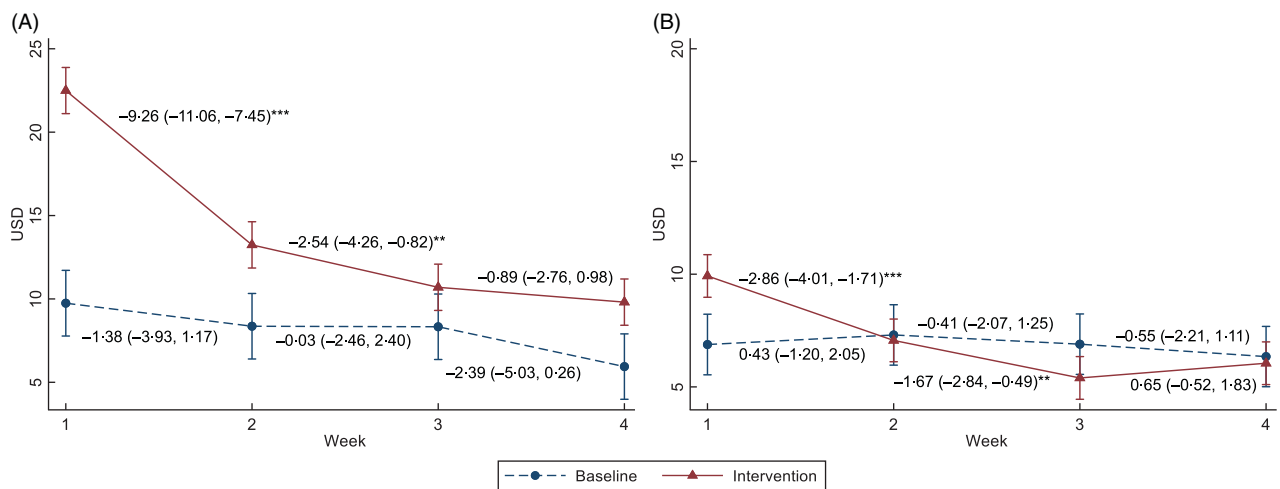 (A)
25
20
15
10
5
USD
−9·26 (−11·06, −7·45)***
−2·54 (−4·26, −0·82)**
−0·89 (−2·76, 0·98)
−1·38 (−3·93, 1·17)
−0·03 (−2·46, 2·40)
−2·39 (−5·03, 0·26)
1 2 3 4
Week
(B)
20
15
10
5
USD
−2·86 (−4·01, −1·71)***
−0·41 (−2·07, 1·25)
−0·55 (−2·21, 1·11)
0·43 (−1·20, 2·05)
−1·67 (−2·84, −0·49)**
0·65 (−0·52, 1·83)
1 2 3 4
Week
Baseline Intervention